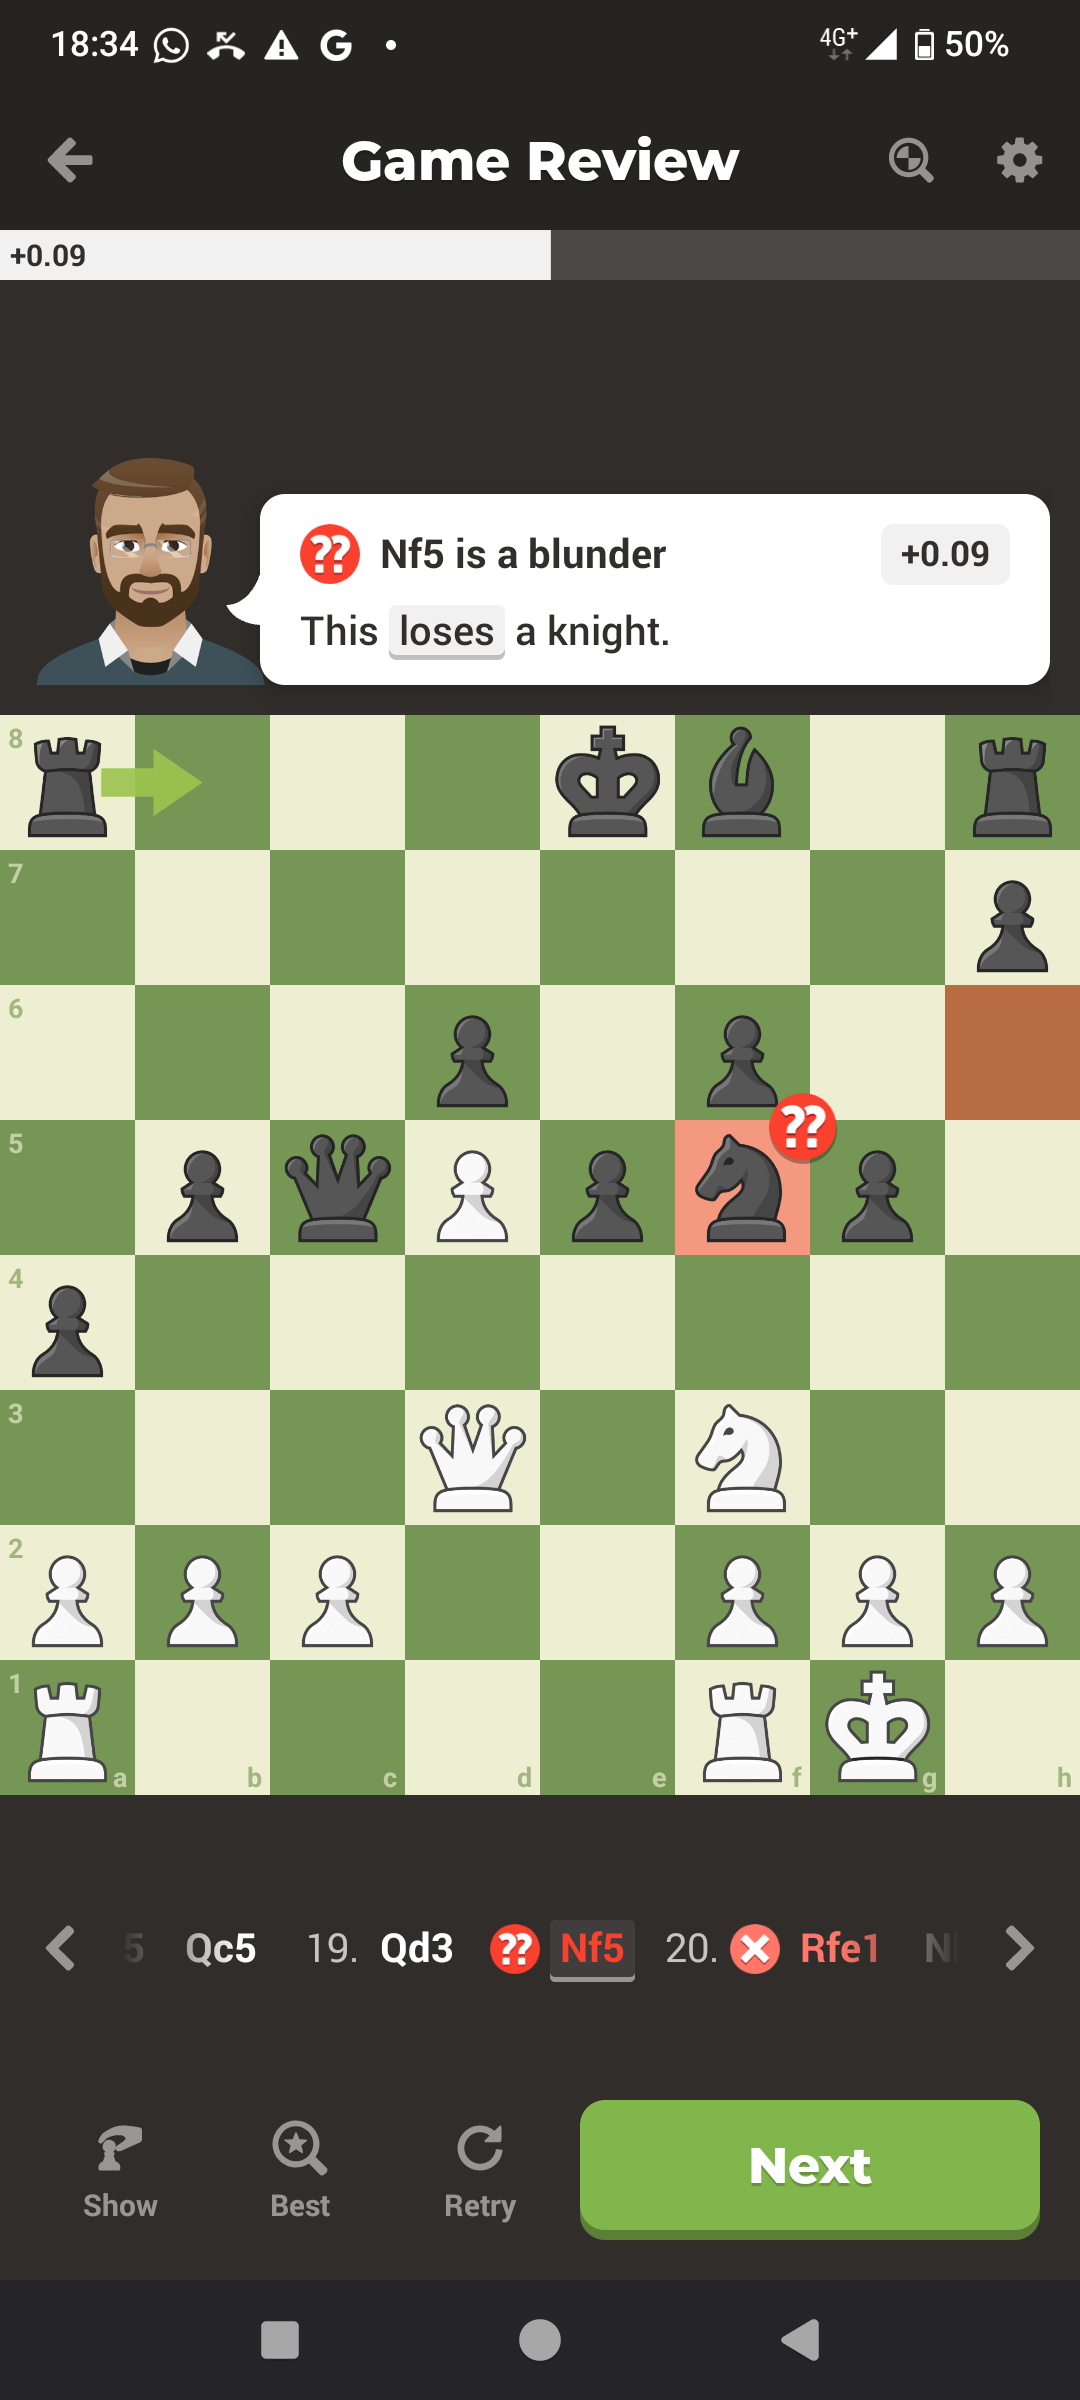 18:34 4G+ 50%
Game Review
+0.09
?? Nf5 is a blunder +0.09
This loses a knight.
8
7
6
??
5
4
3
2
1
a b c d e f g h
5 Qc5 19. Qd3 ?? Nf5 20. Rfe1
Show Best Retry Next